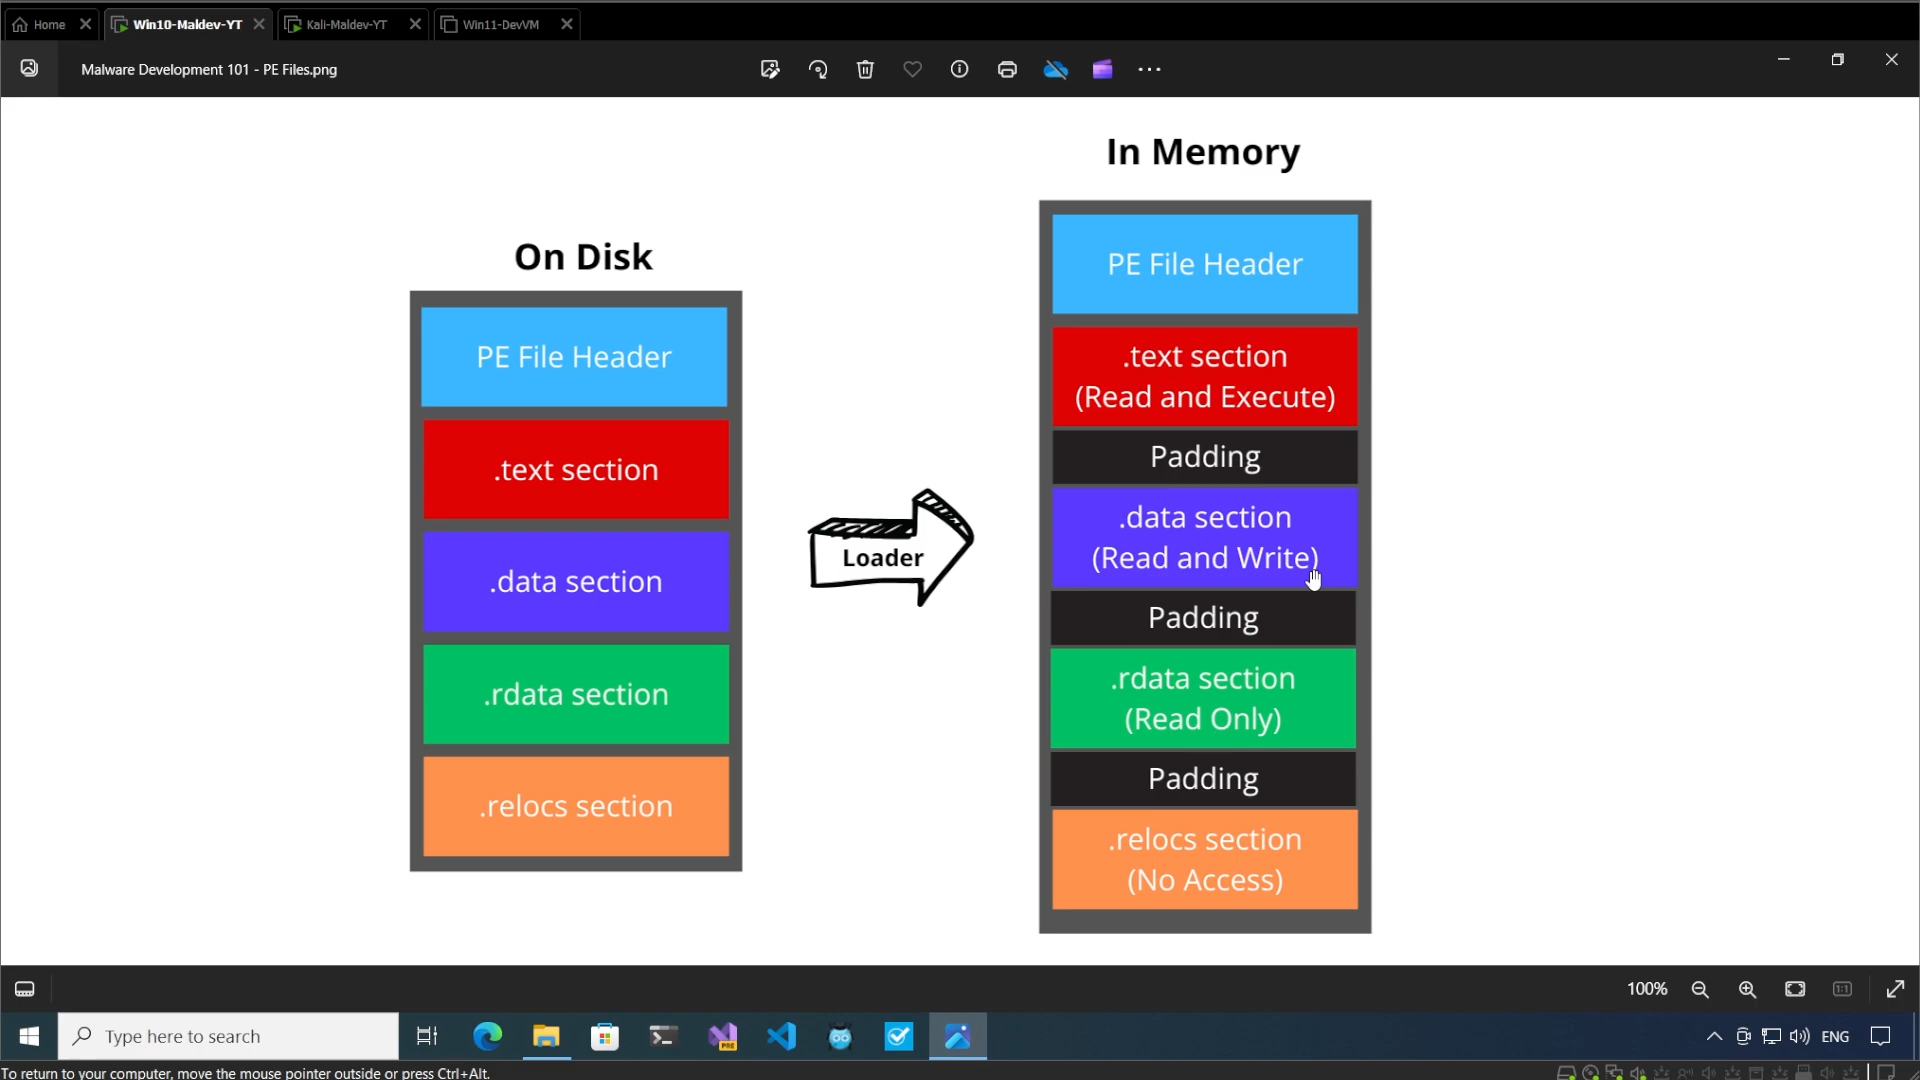 Home
Win10-Maldev-YT
Kali-Maldev-YT
Win11-DevVM
Malware Development 101 - PE Files.png
In Memory
On Disk
PE File Header
.text section
.data section
.rdata section
.relocs section
Loader
PE File Header
.text section
(Read and Execute)
Padding
.data section
(Read and Write)
Padding
.rdata section
(Read Only)
Padding
.relocs section
(No Access)
100%
1:1
Type here to search
PRE
ENG
To return to your computer, move the mouse pointer outside or press Ctrl+Alt.